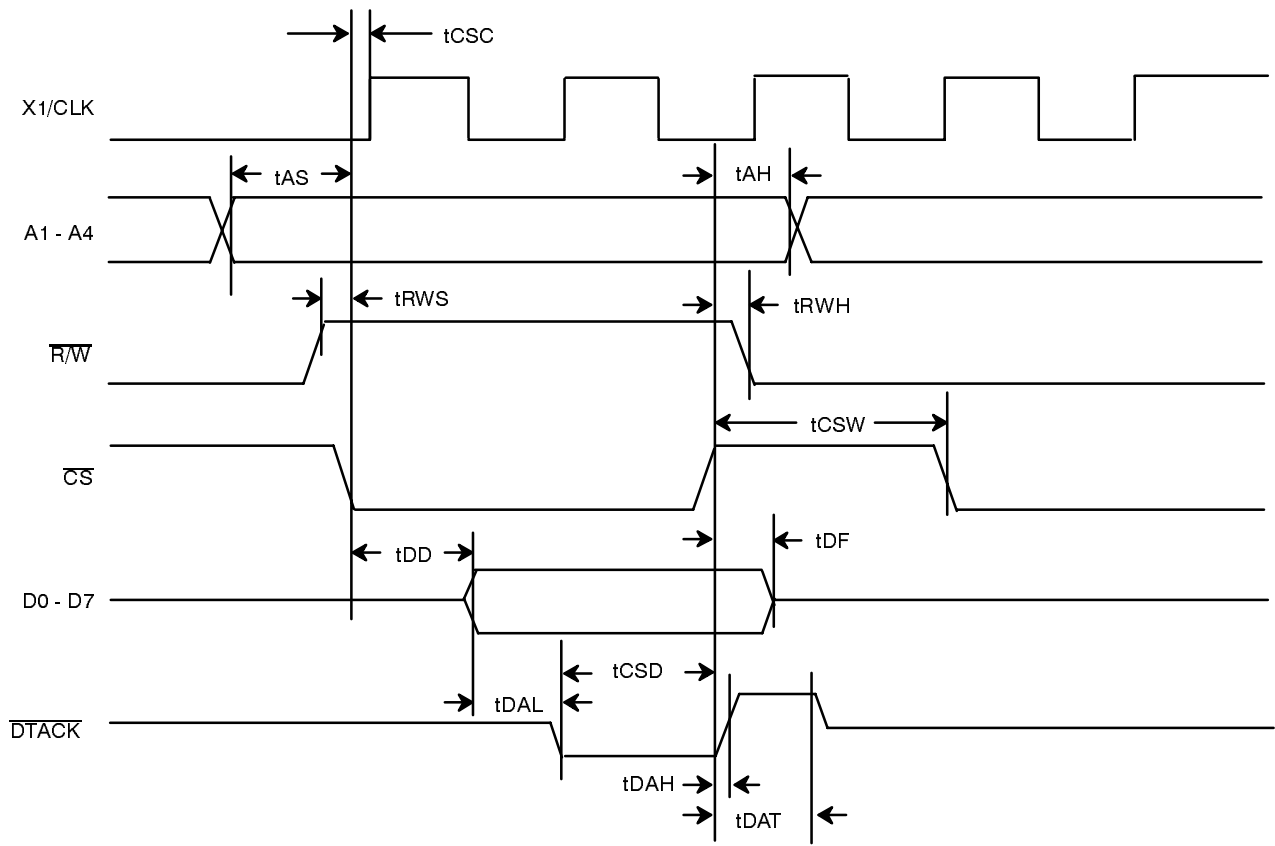 tCSC
X1/CLK
tAS
tAH
A1 - A4
tRWS
tRWH
R/W
tCSW
CS
tDD
tDF
D0 - D7
tCSD
tDAL
DTACK
tDAH
tDAT